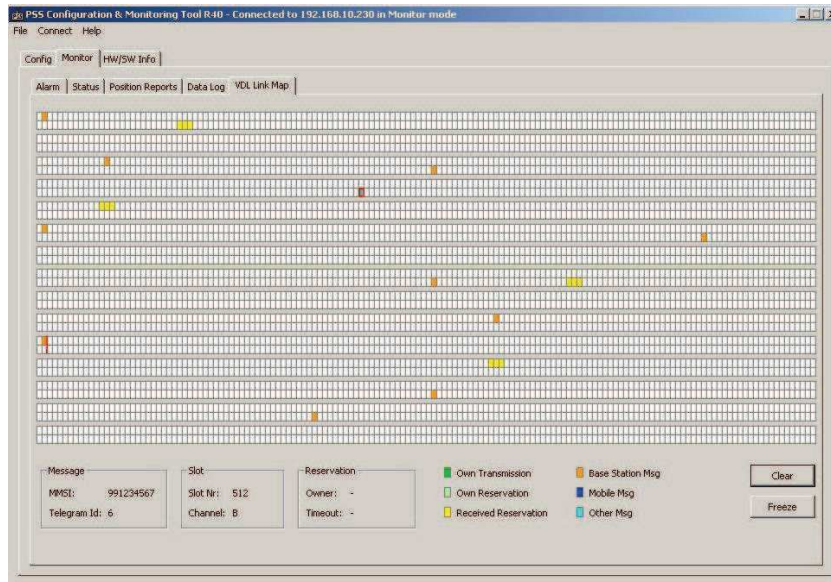 PSS Configuration & Monitoring Tool R40 - Connected to 192.168.10.230 in Monitor mode
File Connect Help
Config Monitor HW/SW Info
Alarm Status Position Reports Data Log VDL Link Map
Message
MMSI: 991234567
Telegram Id: 6
Slot
Slot Nr: 512
Channel: B
Reservation
Owner: -
Timeout: -
Own Transmission
Own Reservation
Received Reservation
Base Station Msg
Mobile Msg
Other Msg
Clear
Freeze